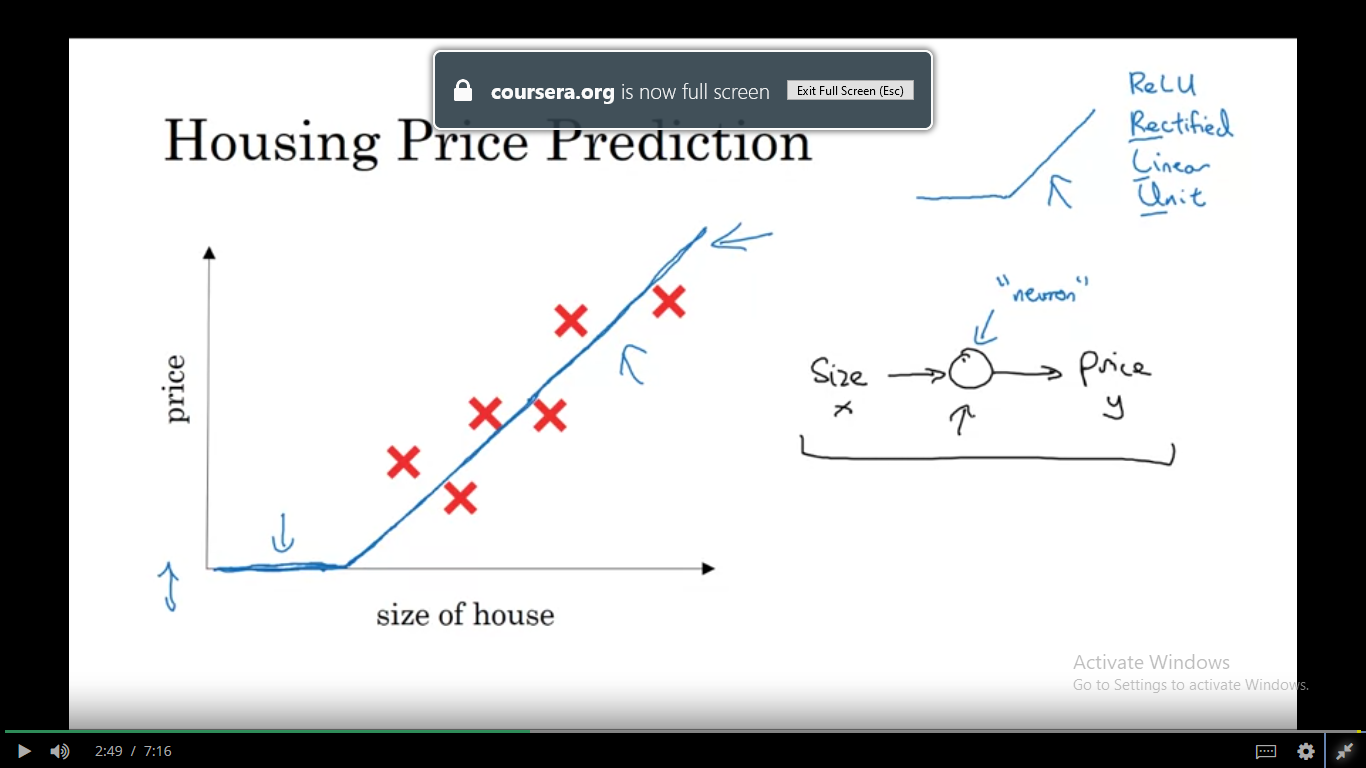 coursera.org is now full screen
Exit Full Screen (Esc)
Housing Price Prediction
ReLU
Rectified
Linear
Unit
"neuron"
Size
Price
x
y
price
size of house
Activate Windows
Go to Settings to activate Windows.
2:49 / 7:16